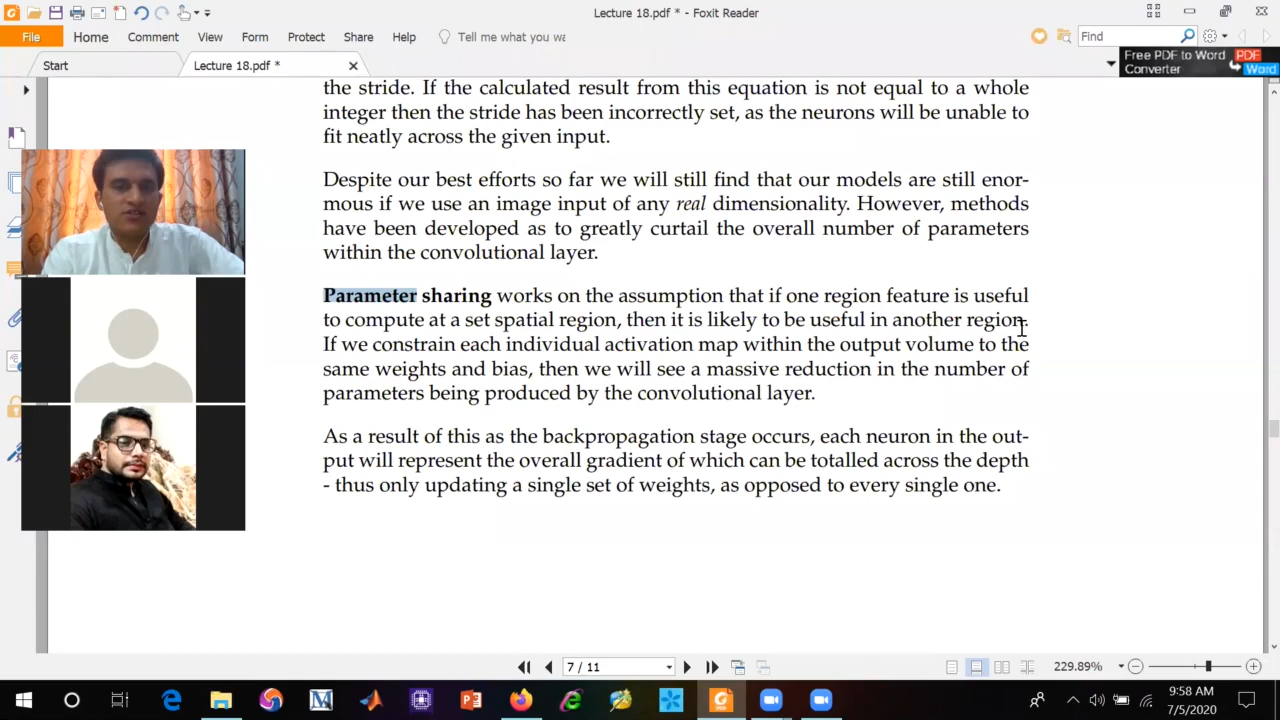 Lecture 18.pdf * - Foxit Reader
File Home Comment View Form Protect Share Help Tell me what you wa Find
Start Lecture 18.pdf *
Free PDF to Word Converter PDF Word
the stride. If the calculated result from this equation is not equal to a whole
integer then the stride has been incorrectly set, as the neurons will be unable to
fit neatly across the given input.
Despite our best efforts so far we will still find that our models are still enor-
mous if we use an image input of any real dimensionality. However, methods
have been developed as to greatly curtail the overall number of parameters
within the convolutional layer.
Parameter sharing works on the assumption that if one region feature is useful
to compute at a set spatial region, then it is likely to be useful in another region.
If we constrain each individual activation map within the output volume to the
same weights and bias, then we will see a massive reduction in the number of
parameters being produced by the convolutional layer.
As a result of this as the backpropagation stage occurs, each neuron in the out-
put will represent the overall gradient of which can be totalled across the depth
- thus only updating a single set of weights, as opposed to every single one.
7 / 11 229.89%
9:58 AM
7/5/2020